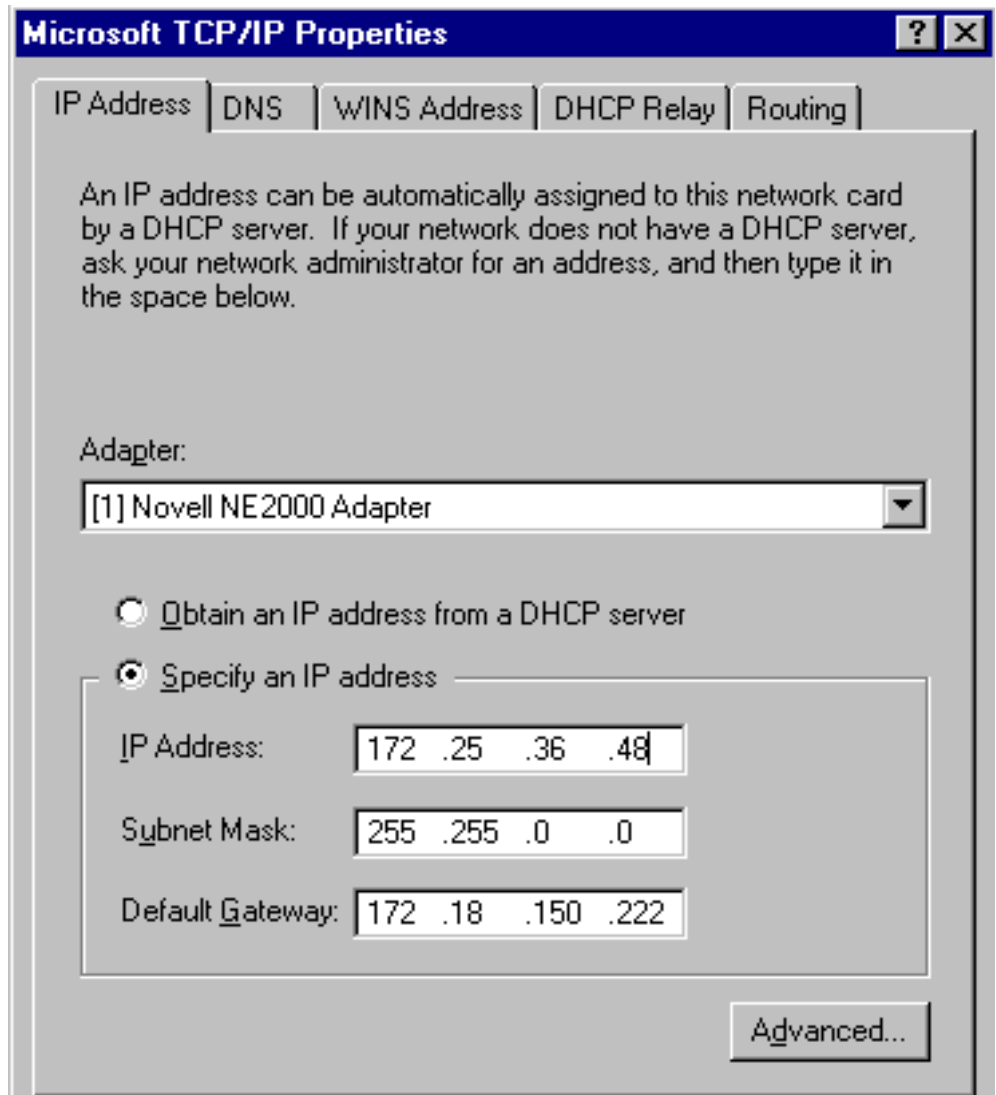 Microsoft TCP/IP Properties
? X
IP Address DNS WINS Address DHCP Relay Routing
An IP address can be automatically assigned to this network card
by a DHCP server. If your network does not have a DHCP server,
ask your network administrator for an address, and then type it in
the space below.
Adapter:
[1] Novell NE2000 Adapter
Obtain an IP address from a DHCP server
Specify an IP address
IP Address: 172 .25 .36 .48
Subnet Mask: 255 .255 .0 .0
Default Gateway: 172 .18 .150 .222
Advanced...